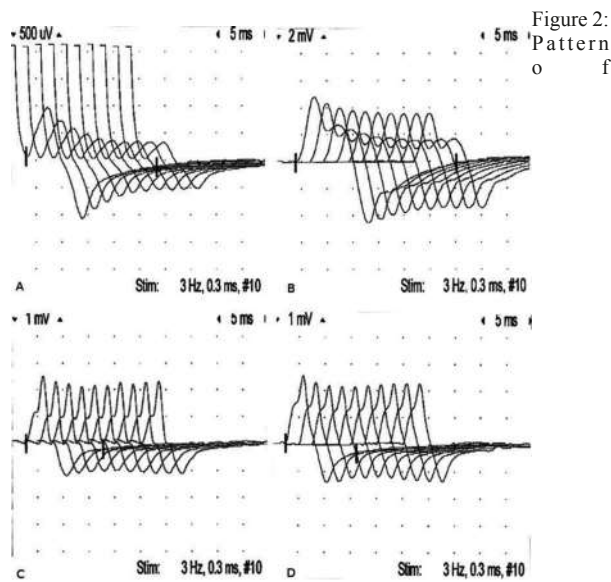 500 uV 5 ms
2 mV 5 ms
Figure 2:
Pattern
o f
A Stim: 3 Hz, 0.3 ms, #10
B Stim: 3 Hz, 0.3 ms, #10
1 mV 5 ms
1 mV 5 ms
C Stim: 3 Hz, 0.3 ms, #10
D Stim: 3 Hz, 0.3 ms, #10